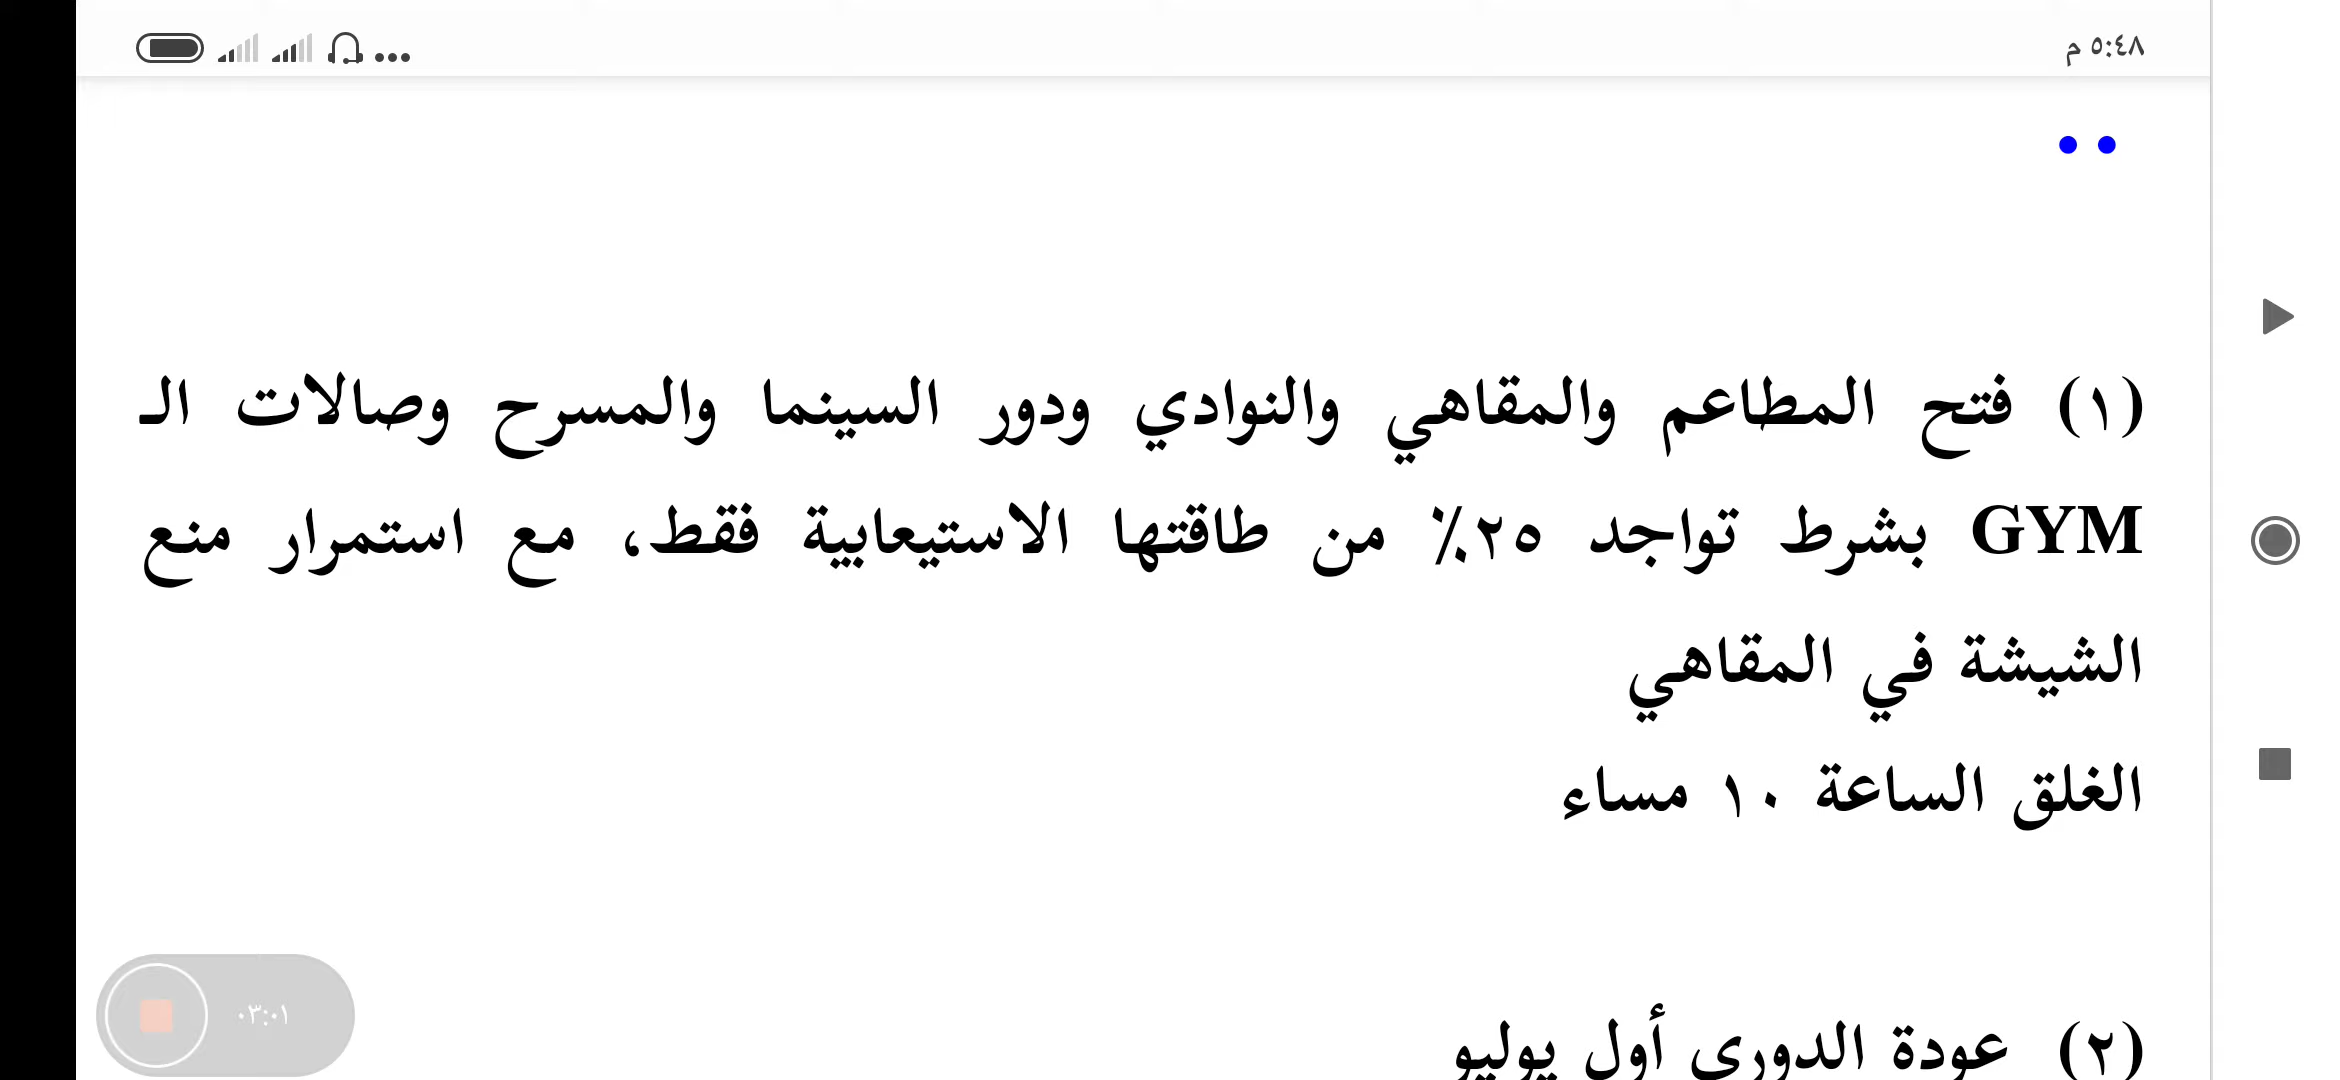 ٥:٤٨ م
(١) فتح المطاعم والمقاهي والنوادي ودور السينما والمسرح وصالات الـ
GYM بشرط تواجد ٢٥٪ من طاقتها الاستيعابية فقط، مع استمرار منع
الشيشة في المقاهي
الغلق الساعة ١٠ مساء
(٢) عودة الدوري أول يوليو
٠٣:٠١